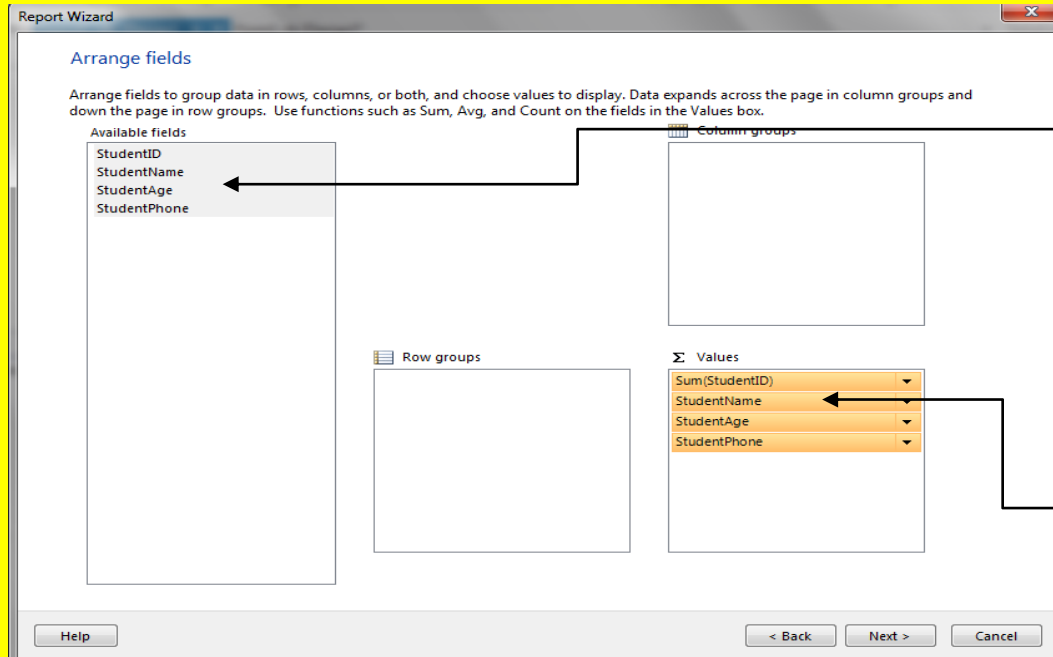 Report Wizard
Arrange fields
Arrange fields to group data in rows, columns, or both, and choose values to display. Data expands across the page in column groups and
down the page in row groups. Use functions such as Sum, Avg, and Count on the fields in the Values box.
Available fields
Column groups
StudentID
StudentName
StudentAge
StudentPhone
Row groups
Σ Values
Sum(StudentID)
StudentName
StudentAge
StudentPhone
Help
< Back
Next >
Cancel